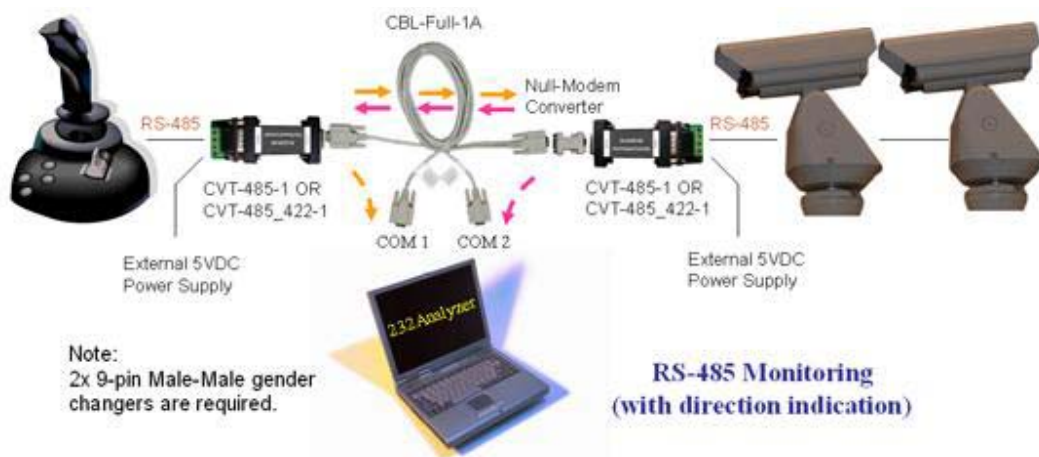 CBL-Full-1A
Null-Modem
Converter
RS-485
RS-485
CVT-485-1 OR
CVT-485_422-1
CVT-485-1 OR
CVT-485_422-1
COM 1
COM 2
External 5VDC
Power Supply
External 5VDC
Power Supply
232Analyzer
Note:
2x 9-pin Male-Male gender
changers are required.
RS-485 Monitoring
(with direction indication)